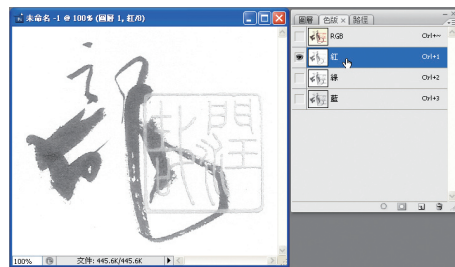 未命名 -1 @ 100% (圖層 1, 紅/8)
圖層 色版 × 路徑
RGB Ctrl+~
紅 Ctrl+1
綠 Ctrl+2
藍 Ctrl+3
100% 文件: 445.6K/445.6K